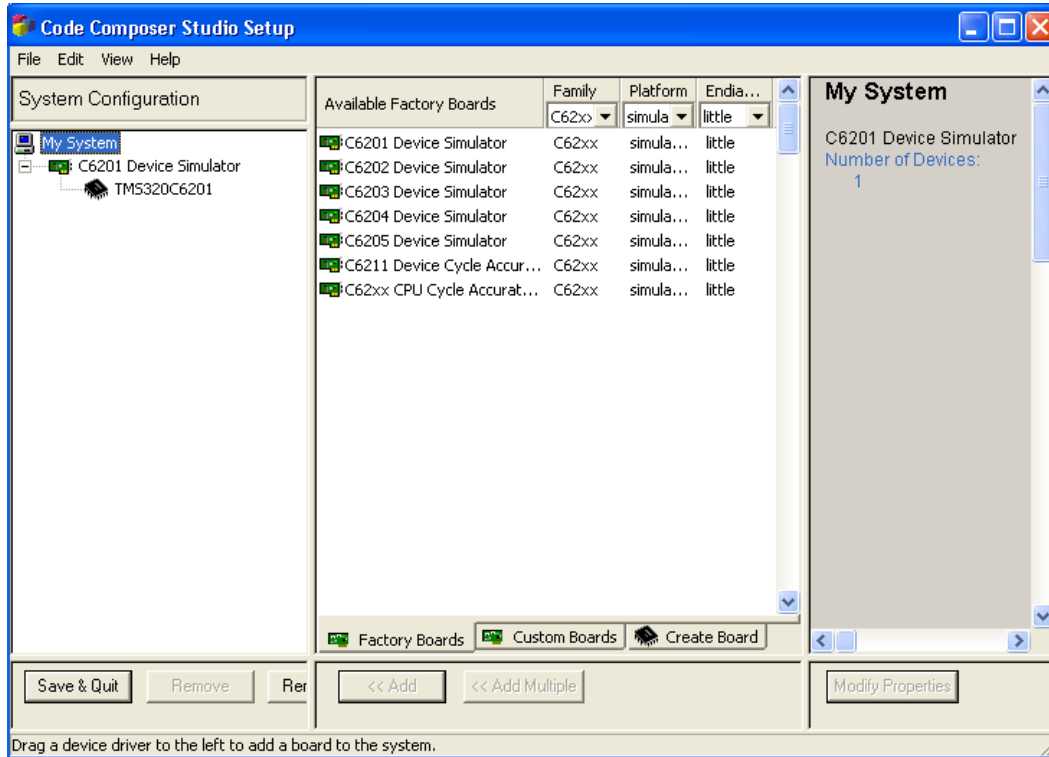 Code Composer Studio Setup
File Edit View Help
System Configuration
My System
C6201 Device Simulator
TMS320C6201
Available Factory Boards Family Platform Endia...
C62x simula little
C6201 Device Simulator C62xx simula... little
C6202 Device Simulator C62xx simula... little
C6203 Device Simulator C62xx simula... little
C6204 Device Simulator C62xx simula... little
C6205 Device Simulator C62xx simula... little
C6211 Device Cycle Accur... C62xx simula... little
C62xx CPU Cycle Accurat... C62xx simula... little
Factory Boards Custom Boards Create Board
My System
C6201 Device Simulator
Number of Devices:
1
Save & Quit Remove Rer
<< Add << Add Multiple
Modify Properties
Drag a device driver to the left to add a board to the system.